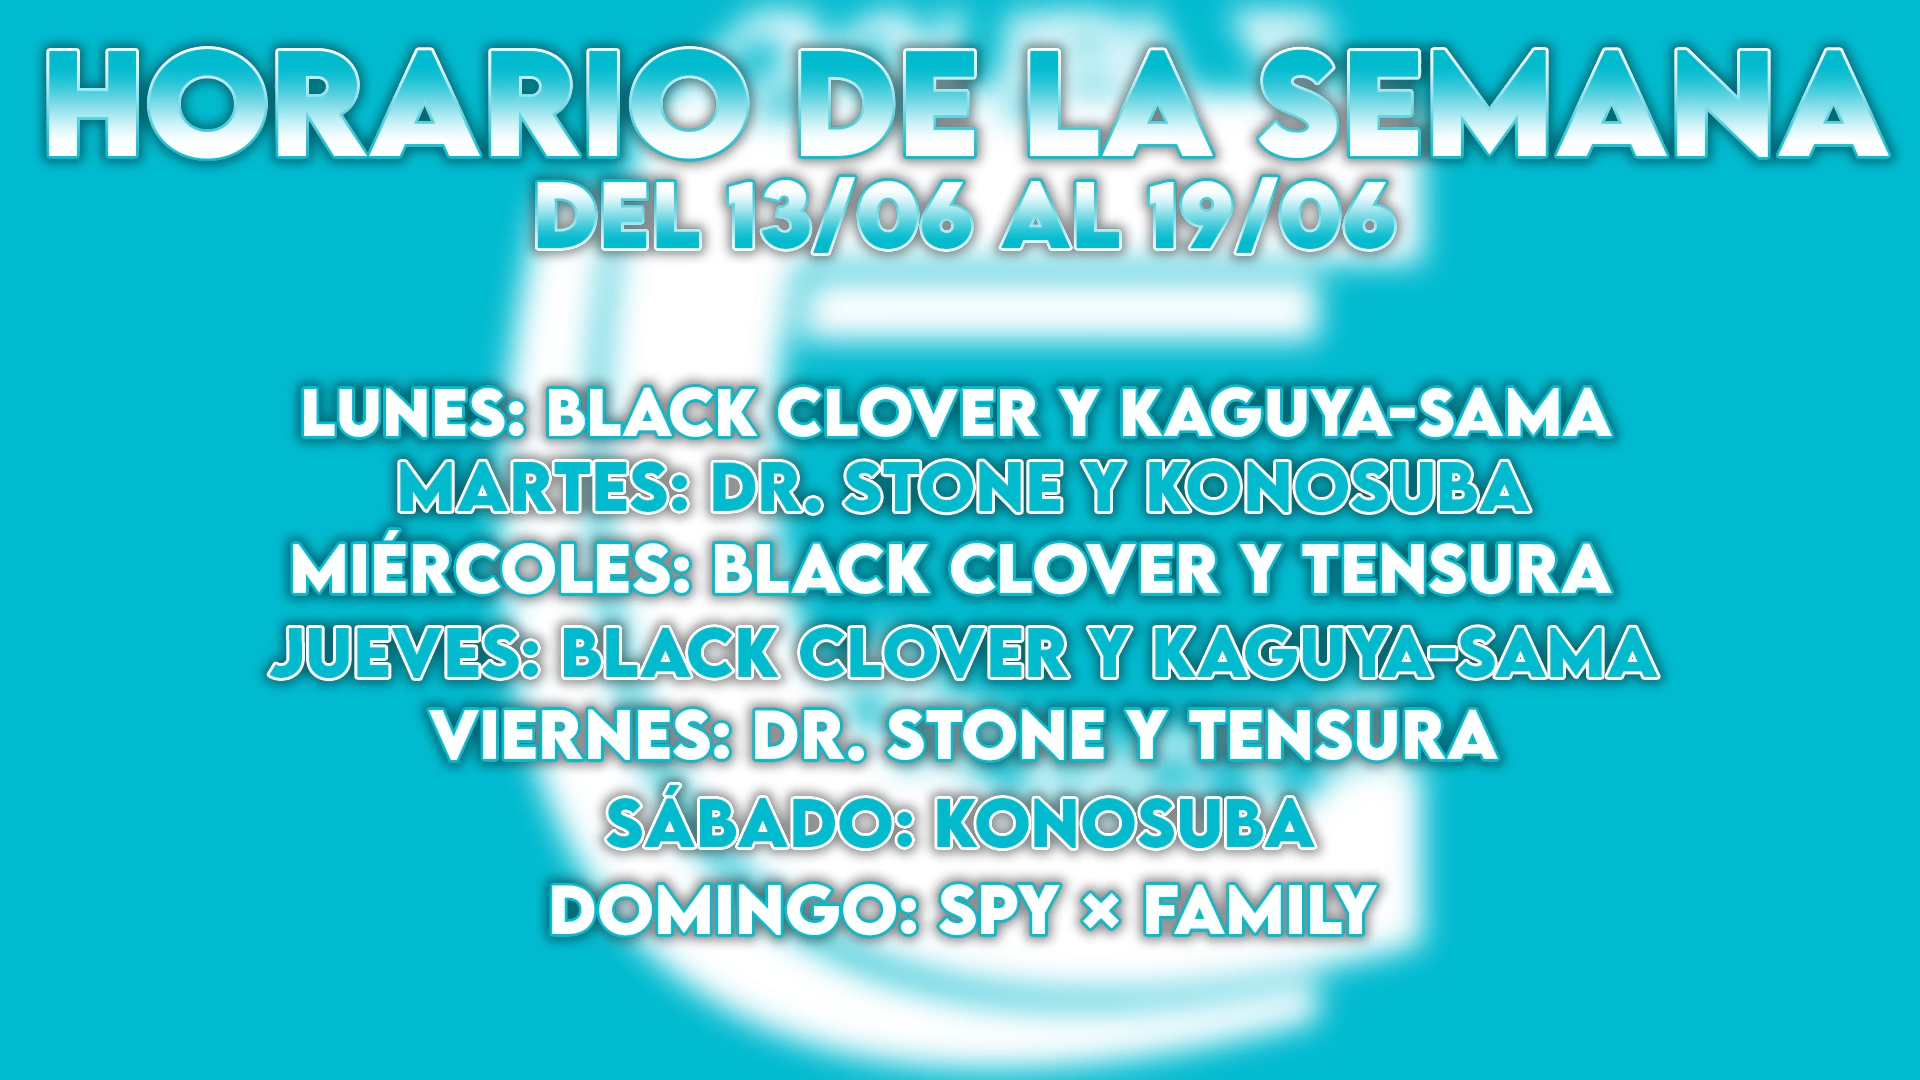 HORARIO DE LA SEMANA
DEL 13/06 AL 19/06
LUNES: BLACK CLOVER Y KAGUYA-SAMA
MARTES: DR. STONE Y KONOSUBA
MIÉRCOLES: BLACK CLOVER Y TENSURA
JUEVES: BLACK CLOVER Y KAGUYA-SAMA
VIERNES: DR. STONE Y TENSURA
SÁBADO: KONOSUBA
DOMINGO: SPY × FAMILY